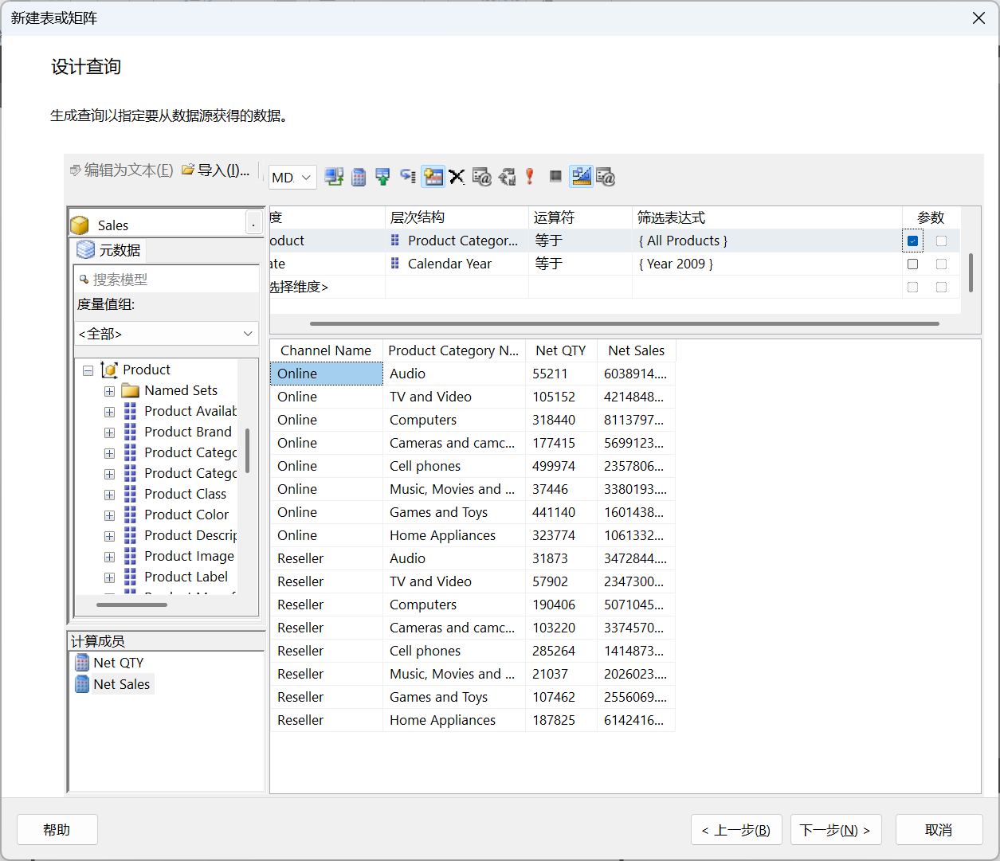 新建表或矩阵
设计查询
生成查询以指定要从数据源获得的数据。
编辑为文本(E) 导入(I)... MD.
Sales .
元数据
搜索模型
度量值组:
<全部>
Product
Named Sets
Product Availab
Product Brand
Product Catego
Product Catego
Product Class
Product Color
Product Descrip
Product Image
Product Label
计算成员
Net QTY
Net Sales
度 层次结构 运算符 筛选表达式 参数
oduct Product Categor... 等于 { All Products }
ate Calendar Year 等于 { Year 2009 }
选择维度>
Channel Name Product Category N... Net QTY Net Sales
Online Audio 55211 6038914....
Online TV and Video 105152 4214848...
Online Computers 318440 8113797...
Online Cameras and camc... 177415 5699123...
Online Cell phones 499974 2357806...
Online Music, Movies and ... 37446 3380193....
Online Games and Toys 441140 1601438...
Online Home Appliances 323774 1061332...
Reseller Audio 31873 3472844....
Reseller TV and Video 57902 2347300...
Reseller Computers 190406 5071045...
Reseller Cameras and camc... 103220 3374570...
Reseller Cell phones 285264 1414873...
Reseller Music, Movies and ... 21037 2026023....
Reseller Games and Toys 107462 2556069....
Reseller Home Appliances 187825 6142416...
帮助 < 上一步(B) 下一步(N) > 取消